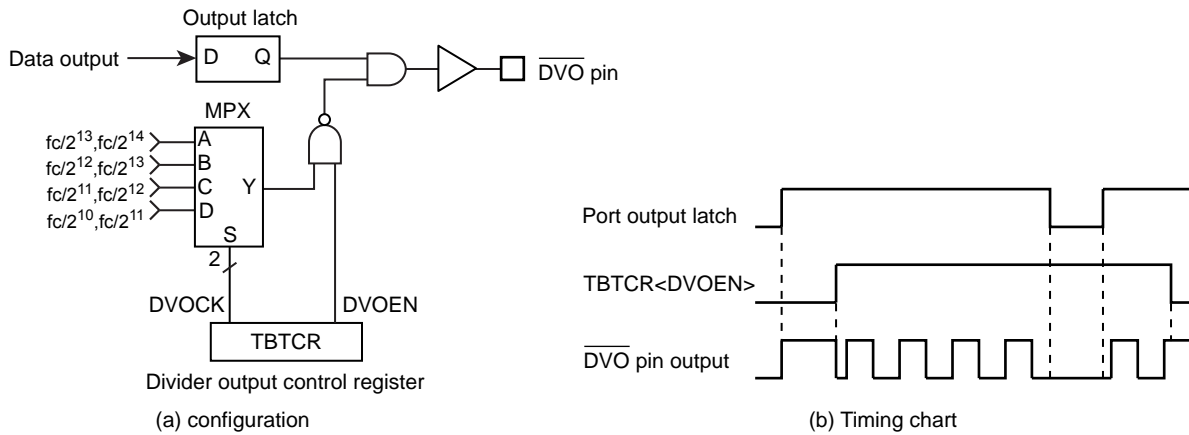 Output latch
Data output
D Q
DVO pin
MPX
fc/2^13,fc/2^14
A
fc/2^12,fc/2^13
B
fc/2^11,fc/2^12
C
Y
fc/2^10,fc/2^11
D
S
2
DVOCK
DVOEN
TBTCR
Divider output control register
(a) configuration
Port output latch
TBTCR<DVOEN>
DVO pin output
(b) Timing chart